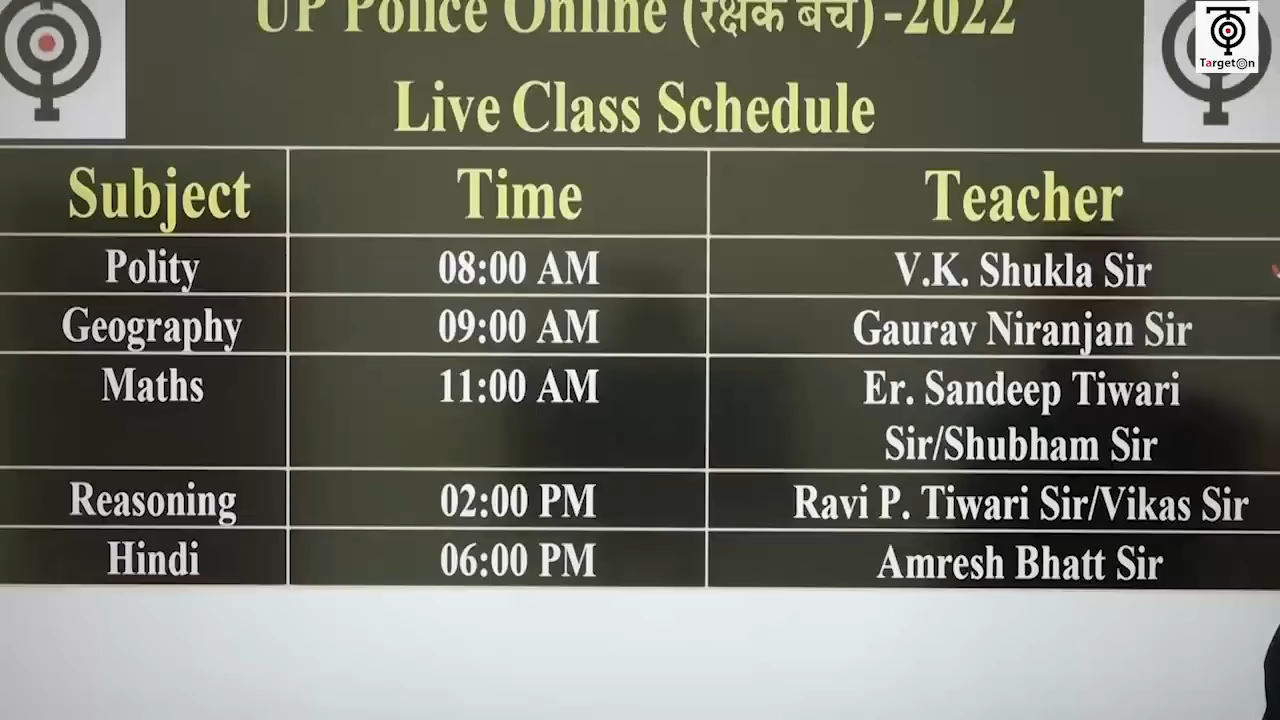 UP Police Online (रक्षक बैच) -2022
Live Class Schedule
TargetOn
Subject Time Teacher
Polity 08:00 AM V.K. Shukla Sir
Geography 09:00 AM Gaurav Niranjan Sir
Maths 11:00 AM Er. Sandeep Tiwari
Sir/Shubham Sir
Reasoning 02:00 PM Ravi P. Tiwari Sir/Vikas Sir
Hindi 06:00 PM Amresh Bhatt Sir